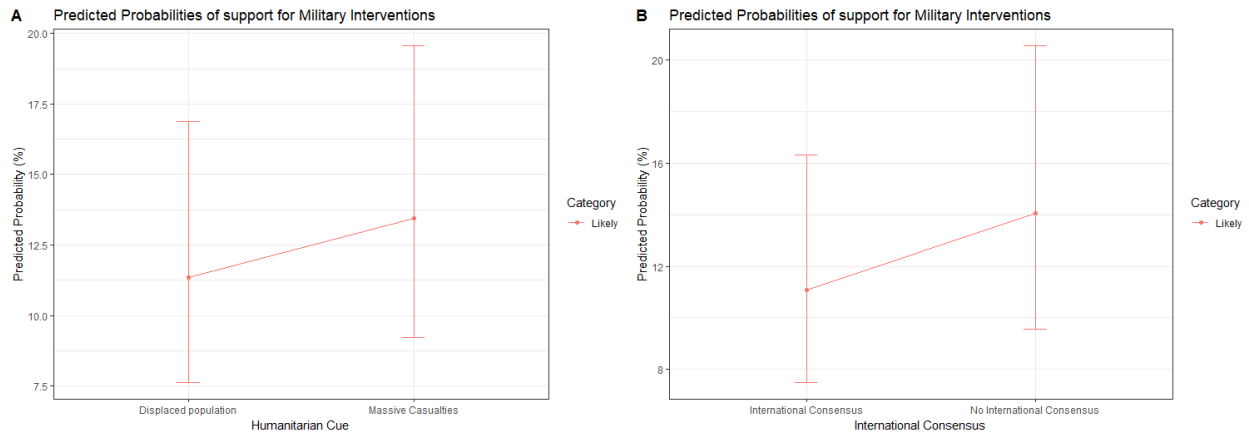 A Predicted Probabilities of support for Military Interventions
20.0
17.5
15.0
12.5
10.0
7.5
Predicted Probability (%)
Displaced population Massive Casualties
Humanitarian Cue
Category
Likely
B Predicted Probabilities of support for Military Interventions
20
16
12
8
Predicted Probability (%)
International Consensus No International Consensus
International Consensus
Category
Likely